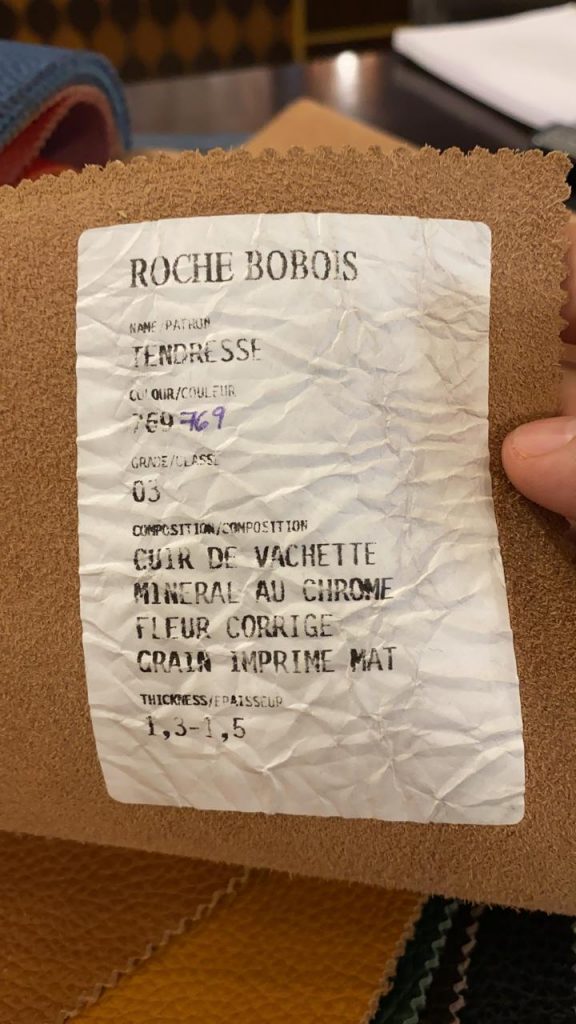 ROCHE BOBOIS
NAME/PATRON
TENDRESSE
COLOUR/COULEUR
769 769
GRADE/CLASSE
03
COMPOSITION/COMPOSITION
CUIR DE VACHETTE
MINERAL AU CHROME
FLEUR CORRIGE
GRAIN IMPRIME MAT
THICKNESS/EPAISSEUR
1,3-1,5